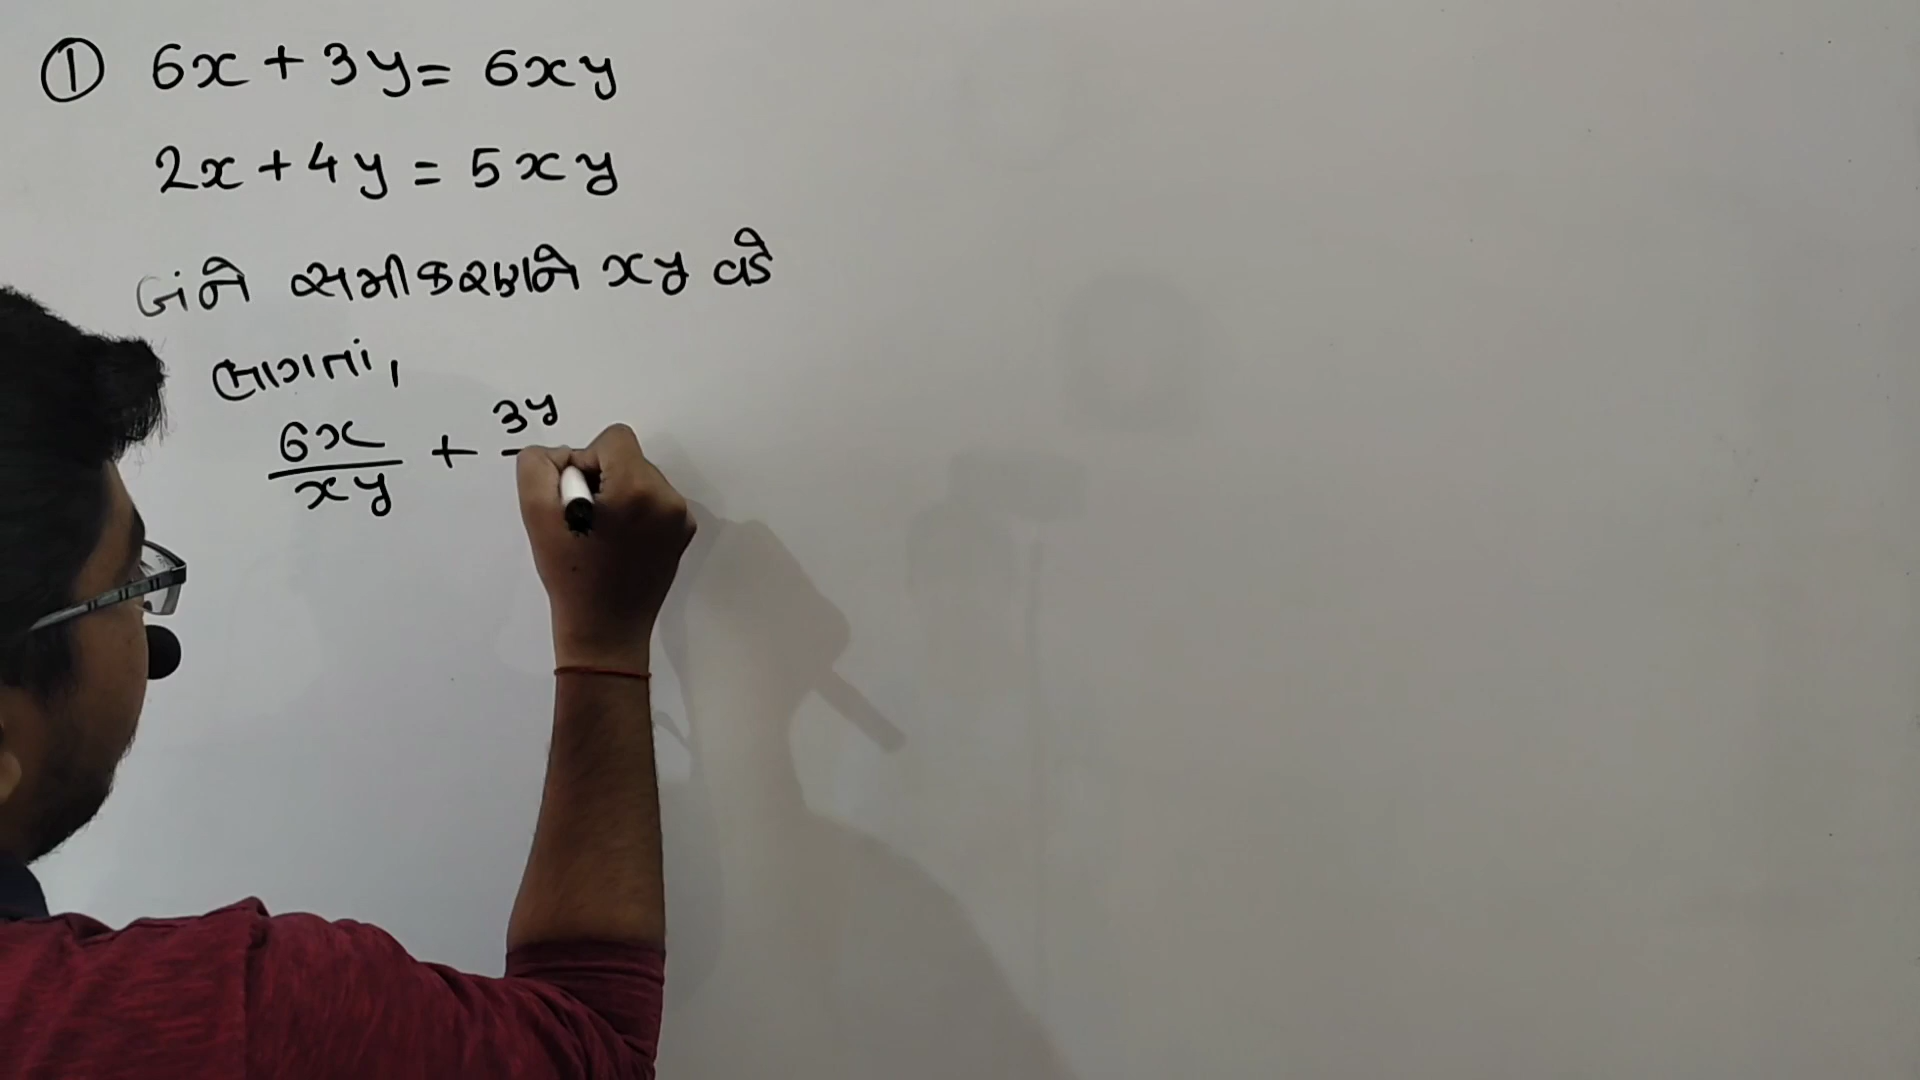 ① 6x + 3y = 6xy
2x + 4y = 5xy
બંને સમીકરણને xy વડે
ભાગતાં,
6x/xy + 3y